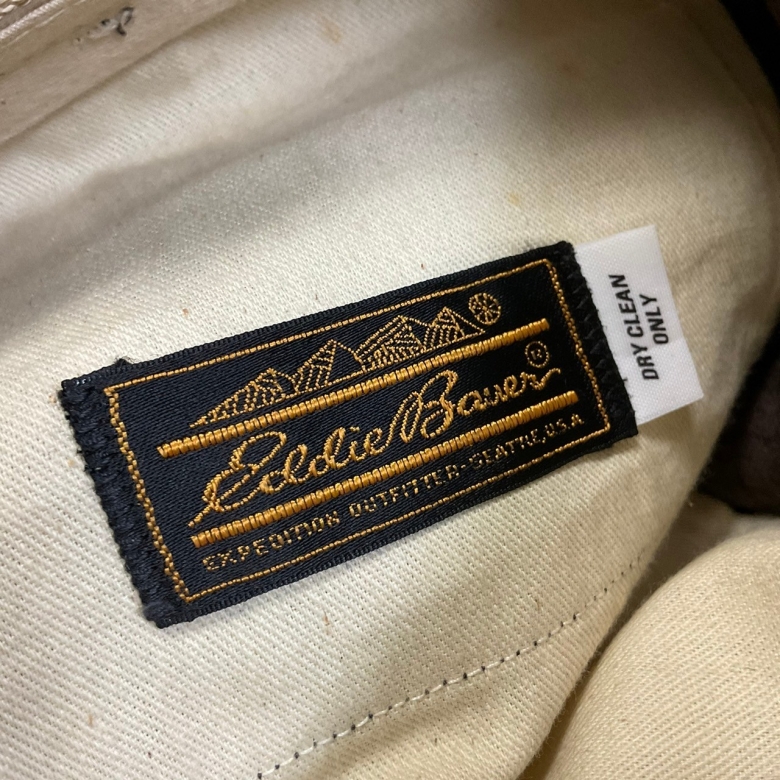 Eddie Bauer®
EXPEDITION OUTFITTER-SEATTLE,U.S.A
DRY CLEAN
ONLY